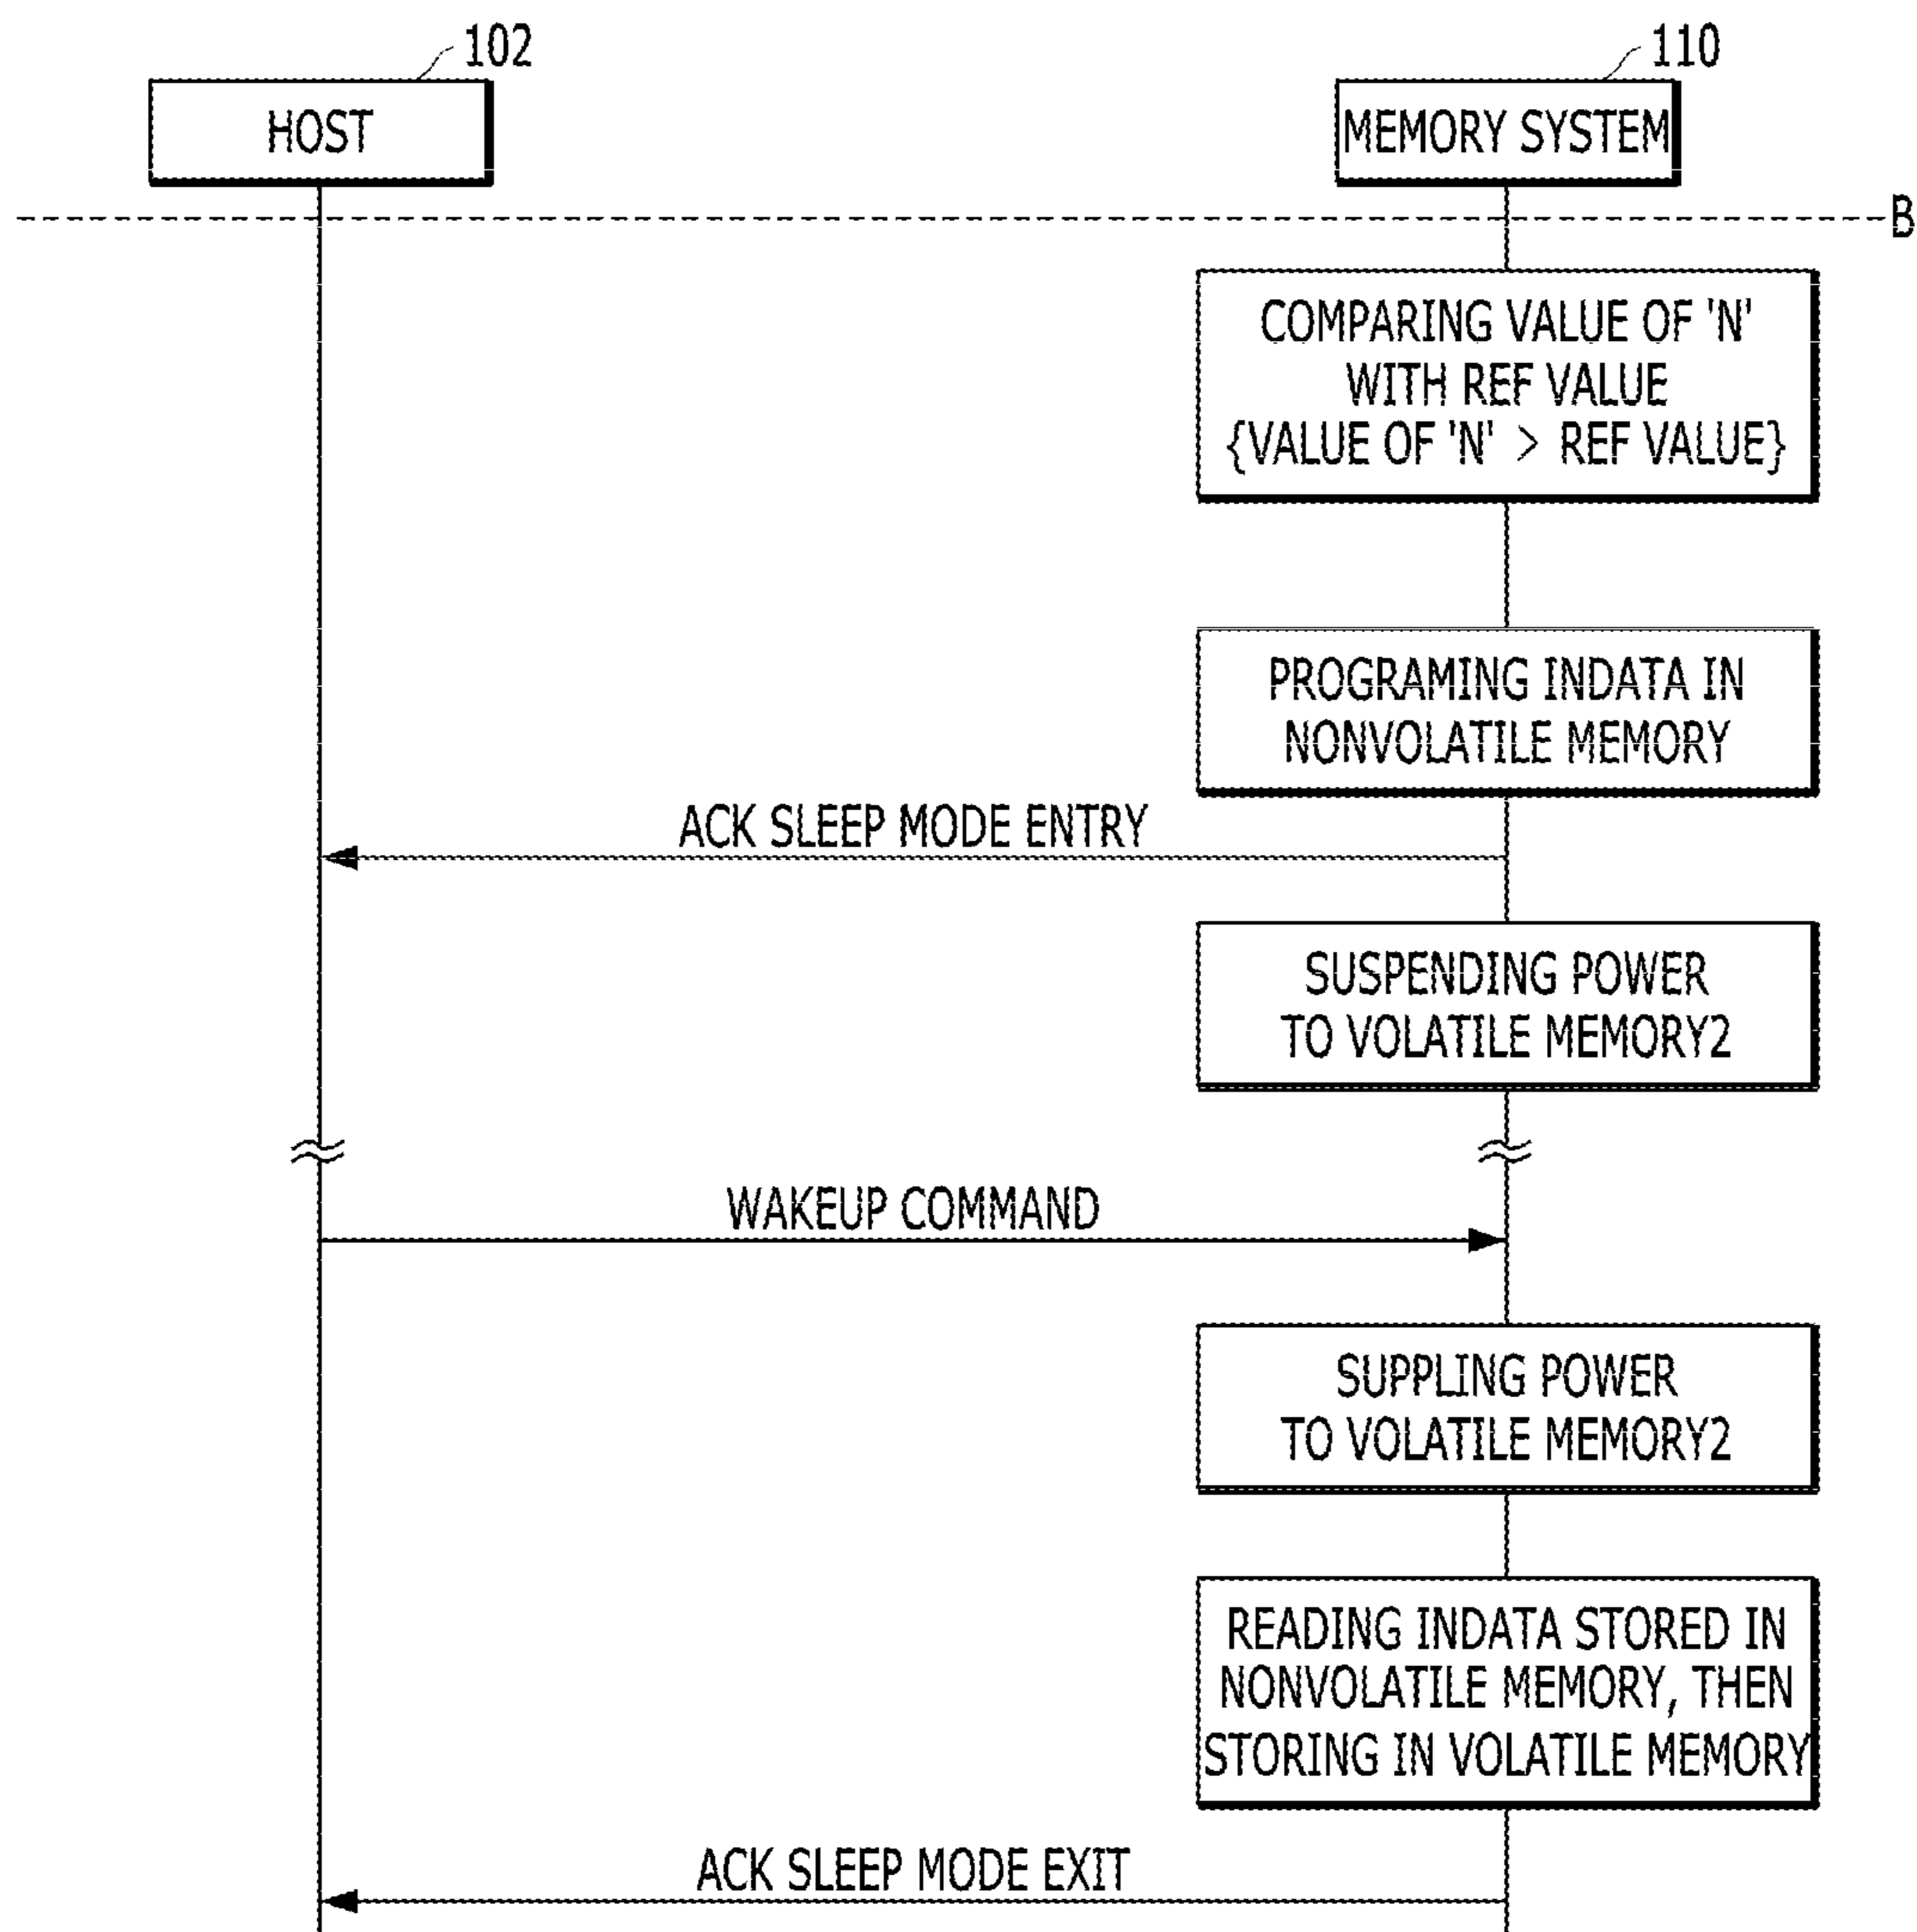 102
110
HOST
MEMORY SYSTEM
B
COMPARING VALUE OF 'N'
WITH REF VALUE
{VALUE OF 'N' > REF VALUE}
PROGRAMING INDATA IN
NONVOLATILE MEMORY
ACK SLEEP MODE ENTRY
SUSPENDING POWER
TO VOLATILE MEMORY2
WAKEUP COMMAND
SUPPLING POWER
TO VOLATILE MEMORY2
READING INDATA STORED IN
NONVOLATILE MEMORY, THEN
STORING IN VOLATILE MEMORY
ACK SLEEP MODE EXIT